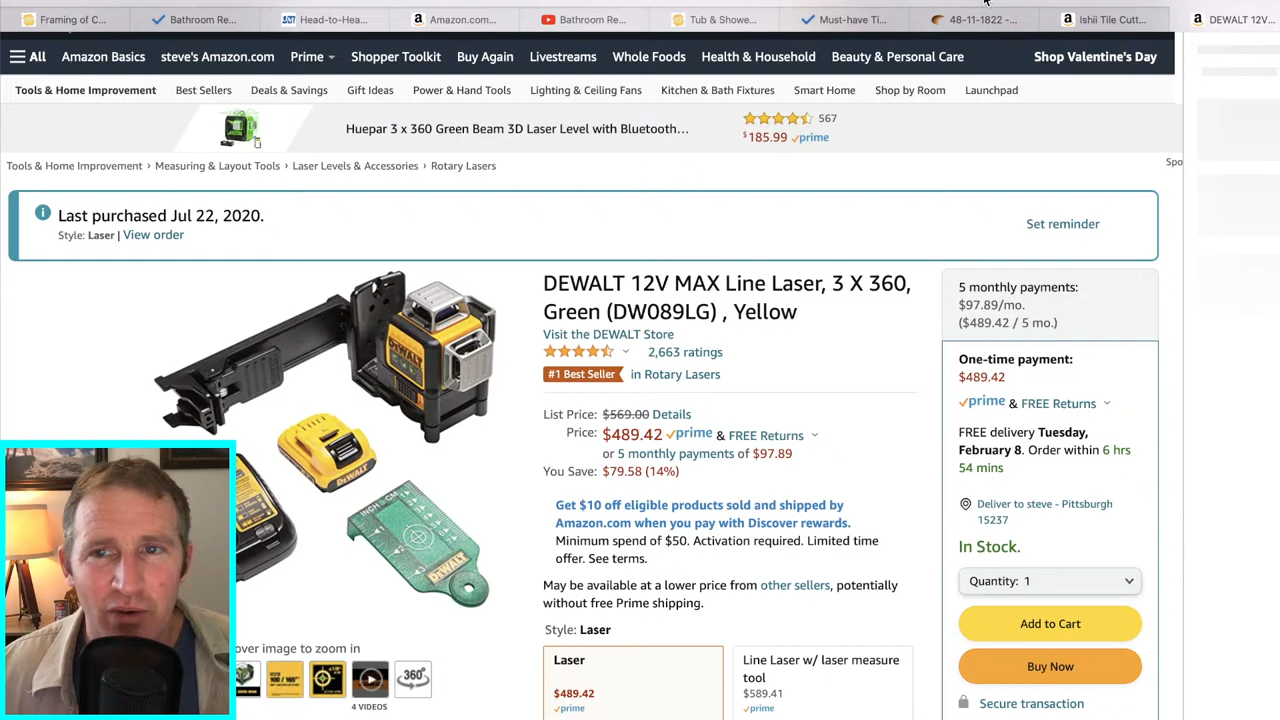 Framing of C...
Bathroom Re...
Head-to-Hea...
Amazon.com...
Bathroom Re...
Tub & Showe...
Must-have Ti...
48-11-1822 -...
Ishii Tile Cutt...
DEWALT 12V...
All
Amazon Basics
steve's Amazon.com
Prime
Shopper Toolkit
Buy Again
Livestreams
Whole Foods
Health & Household
Beauty & Personal Care
Shop Valentine's Day
Tools & Home Improvement
Best Sellers
Deals & Savings
Gift Ideas
Power & Hand Tools
Lighting & Ceiling Fans
Kitchen & Bath Fixtures
Smart Home
Shop by Room
Launchpad
Huepar 3 x 360 Green Beam 3D Laser Level with Bluetooth...
567
$185.99 prime
Tools & Home Improvement › Measuring & Layout Tools › Laser Levels & Accessories › Rotary Lasers
Spo
Last purchased Jul 22, 2020.
Style: Laser | View order
Set reminder
DEWALT 12V MAX Line Laser, 3 X 360,
Green (DW089LG) , Yellow
Visit the DEWALT Store
2,663 ratings
#1 Best Seller in Rotary Lasers
List Price: $569.00 Details
Price: $489.42 prime & FREE Returns
or 5 monthly payments of $97.89
You Save: $79.58 (14%)
Get $10 off eligible products sold and shipped by
Amazon.com when you pay with Discover rewards.
Minimum spend of $50. Activation required. Limited time
offer. See terms.
May be available at a lower price from other sellers, potentially
without free Prime shipping.
Style: Laser
Laser
$489.42
prime
Line Laser w/ laser measure
tool
$589.41
prime
5 monthly payments:
$97.89/mo.
($489.42 / 5 mo.)
One-time payment:
$489.42
prime & FREE Returns
FREE delivery Tuesday,
February 8. Order within 6 hrs
54 mins
Deliver to steve - Pittsburgh
15237
In Stock.
Quantity: 1
Add to Cart
Buy Now
Secure transaction
INCH CM
DEWALT
DEWALT
DEWALT
over image to zoom in
360°
4 VIDEOS